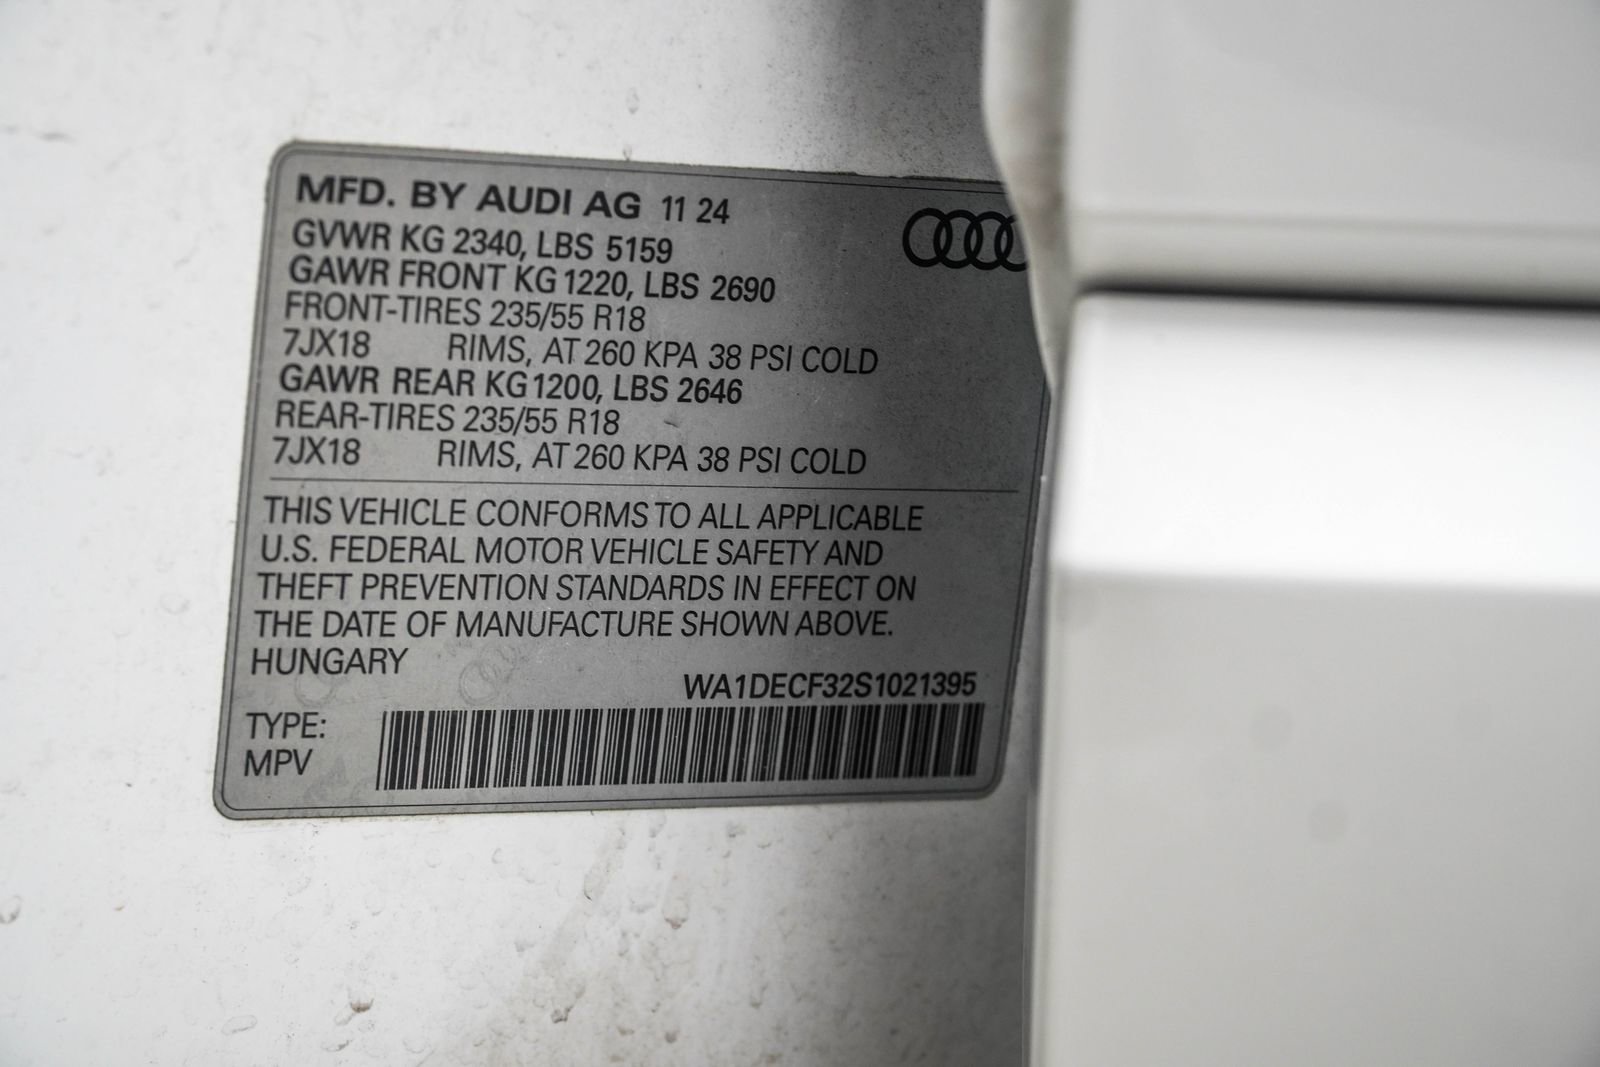 MFD. BY AUDI AG 11 24
GVWR KG 2340, LBS 5159
GAWR FRONT KG 1220, LBS 2690
FRONT-TIRES 235/55 R18
7JX18 RIMS, AT 260 KPA 38 PSI COLD
GAWR REAR KG 1200, LBS 2646
REAR-TIRES 235/55 R18
7JX18 RIMS, AT 260 KPA 38 PSI COLD
THIS VEHICLE CONFORMS TO ALL APPLICABLE
U.S. FEDERAL MOTOR VEHICLE SAFETY AND
THEFT PREVENTION STANDARDS IN EFFECT ON
THE DATE OF MANUFACTURE SHOWN ABOVE.
HUNGARY
WA1DECF32S1021395
TYPE:
MPV